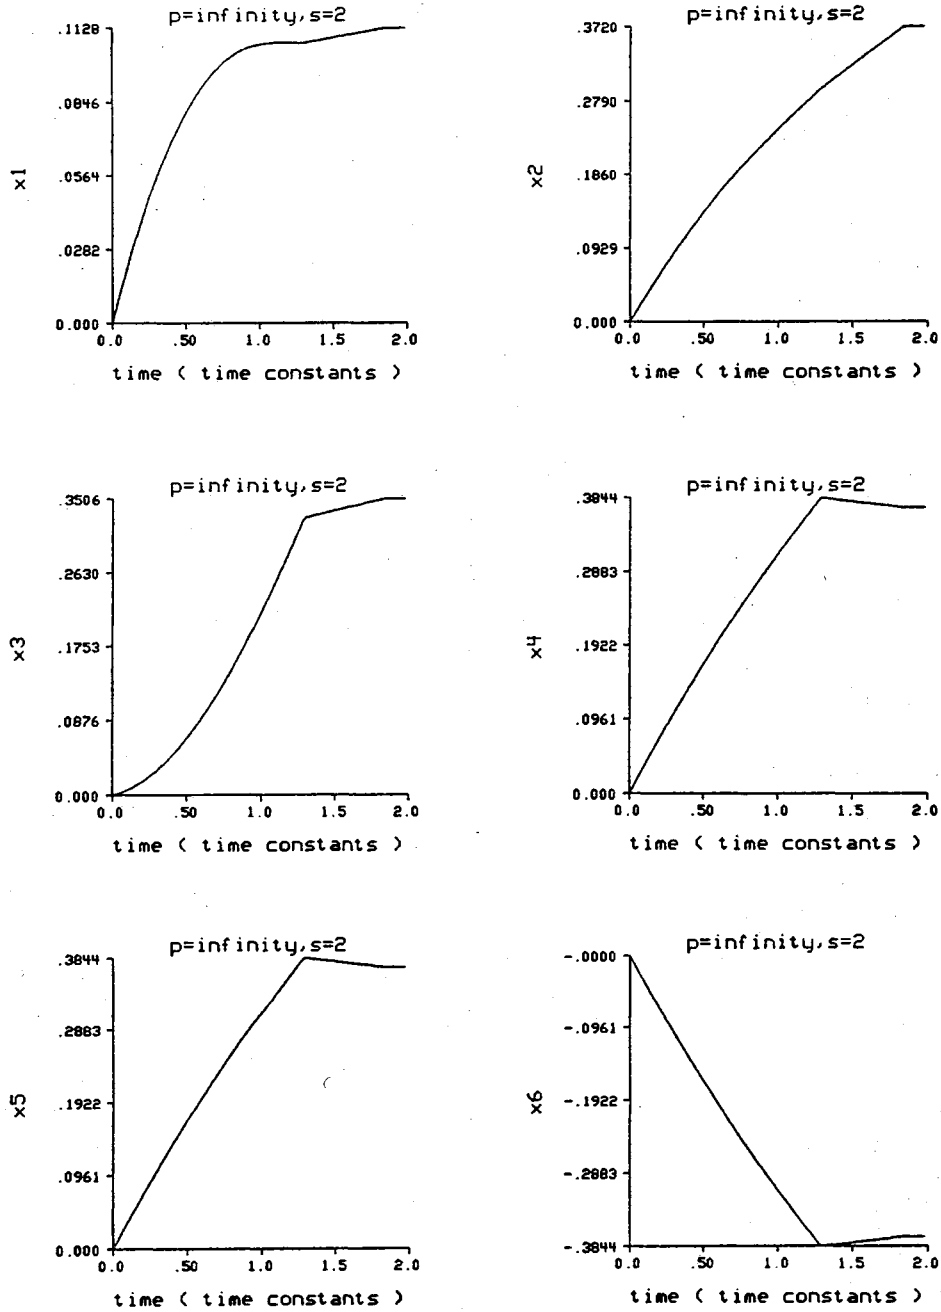 p=infinity,s=2
.1128
.0846
.0564
.0282
0.000
x1
0.0 .50 1.0 1.5 2.0
time ( time constants )
p=infinity,s=2
.3720
.2790
.1860
.0929
0.000
x2
0.0 .50 1.0 1.5 2.0
time ( time constants )
p=infinity,s=2
.3506
.2630
.1753
.0876
0.000
x3
0.0 .50 1.0 1.5 2.0
time ( time constants )
p=infinity,s=2
.3844
.2883
.1922
.0961
0.000
x4
0.0 .50 1.0 1.5 2.0
time ( time constants )
p=infinity,s=2
.3844
.2883
.1922
.0961
0.000
x5
0.0 .50 1.0 1.5 2.0
time ( time constants )
p=infinity,s=2
-.0000
-.0961
-.1922
-.2883
-.3844
x6
0.0 .50 1.0 1.5 2.0
time ( time constants )